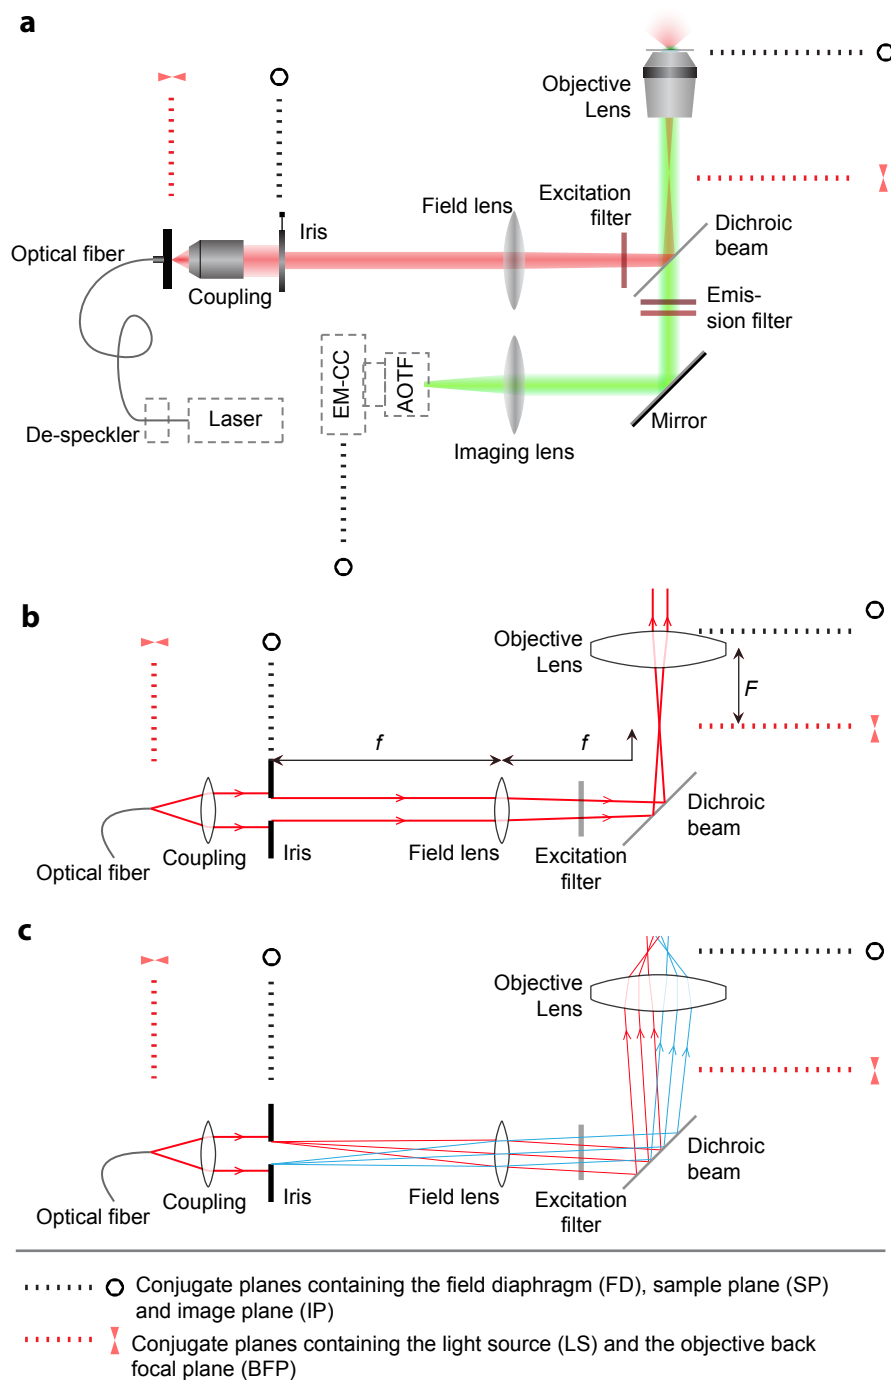 a
Objective
Lens
Excitation
filter
Field lens
Iris
Dichroic
beam
Optical fiber
Coupling
Emis-
sion filter
EM-CC
AOTF
Laser
De-speckler
Mirror
Imaging lens
b
Objective
Lens
F
f
f
Dichroic
beam
Coupling
Iris
Field lens
Excitation
filter
Optical fiber
c
Objective
Lens
Dichroic
beam
Coupling
Iris
Field lens
Excitation
filter
Optical fiber
Conjugate planes containing the field diaphragm (FD), sample plane (SP)
and image plane (IP)
Conjugate planes containing the light source (LS) and the objective back
focal plane (BFP)